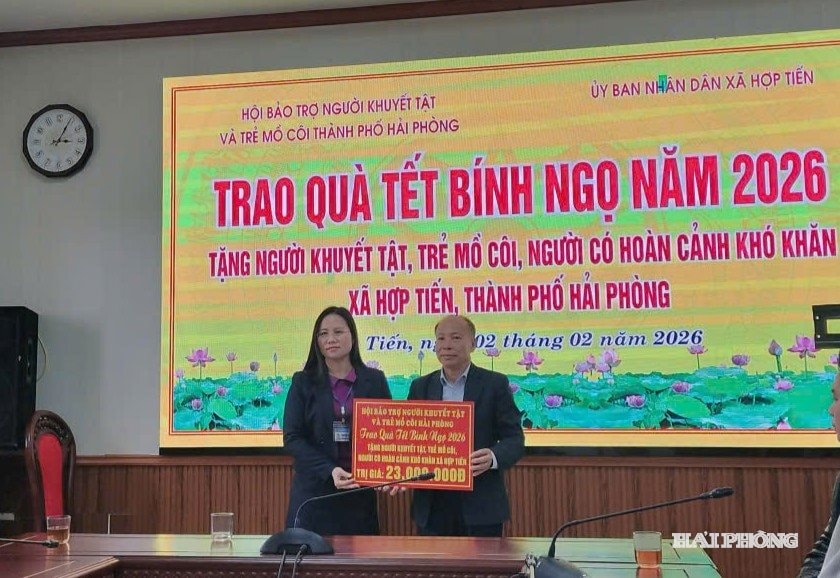 HỘI BẢO TRỢ NGƯỜI KHUYẾT TẬT
VÀ TRẺ MỒ CÔI THÀNH PHỐ HẢI PHÒNG
ỦY BAN NHÂN DÂN XÃ HỢP TIẾN
TRAO QUÀ TẾT BÍNH NGỌ NĂM 2026
TẶNG NGƯỜI KHUYẾT TẬT, TRẺ MỒ CÔI, NGƯỜI CÓ HOÀN CẢNH KHÓ KHĂN
XÃ HỢP TIẾN, THÀNH PHỐ HẢI PHÒNG
Tiến, 02 tháng 02 năm 2026
HỘI BẢO TRỢ NGƯỜI KHUYẾT TẬT
VÀ TRẺ MỒ CÔI HẢI PHÒNG
Trao Quà Tết Bính Ngọ 2026
TẶNG NGƯỜI KHUYẾT TẬT, TRẺ MỒ CÔI,
NGƯỜI CÓ HOÀN CẢNH KHÓ KHĂN XÃ HỢP TIẾN
TRỊ GIÁ: 23.000.000Đ
HẢI PHÒNG